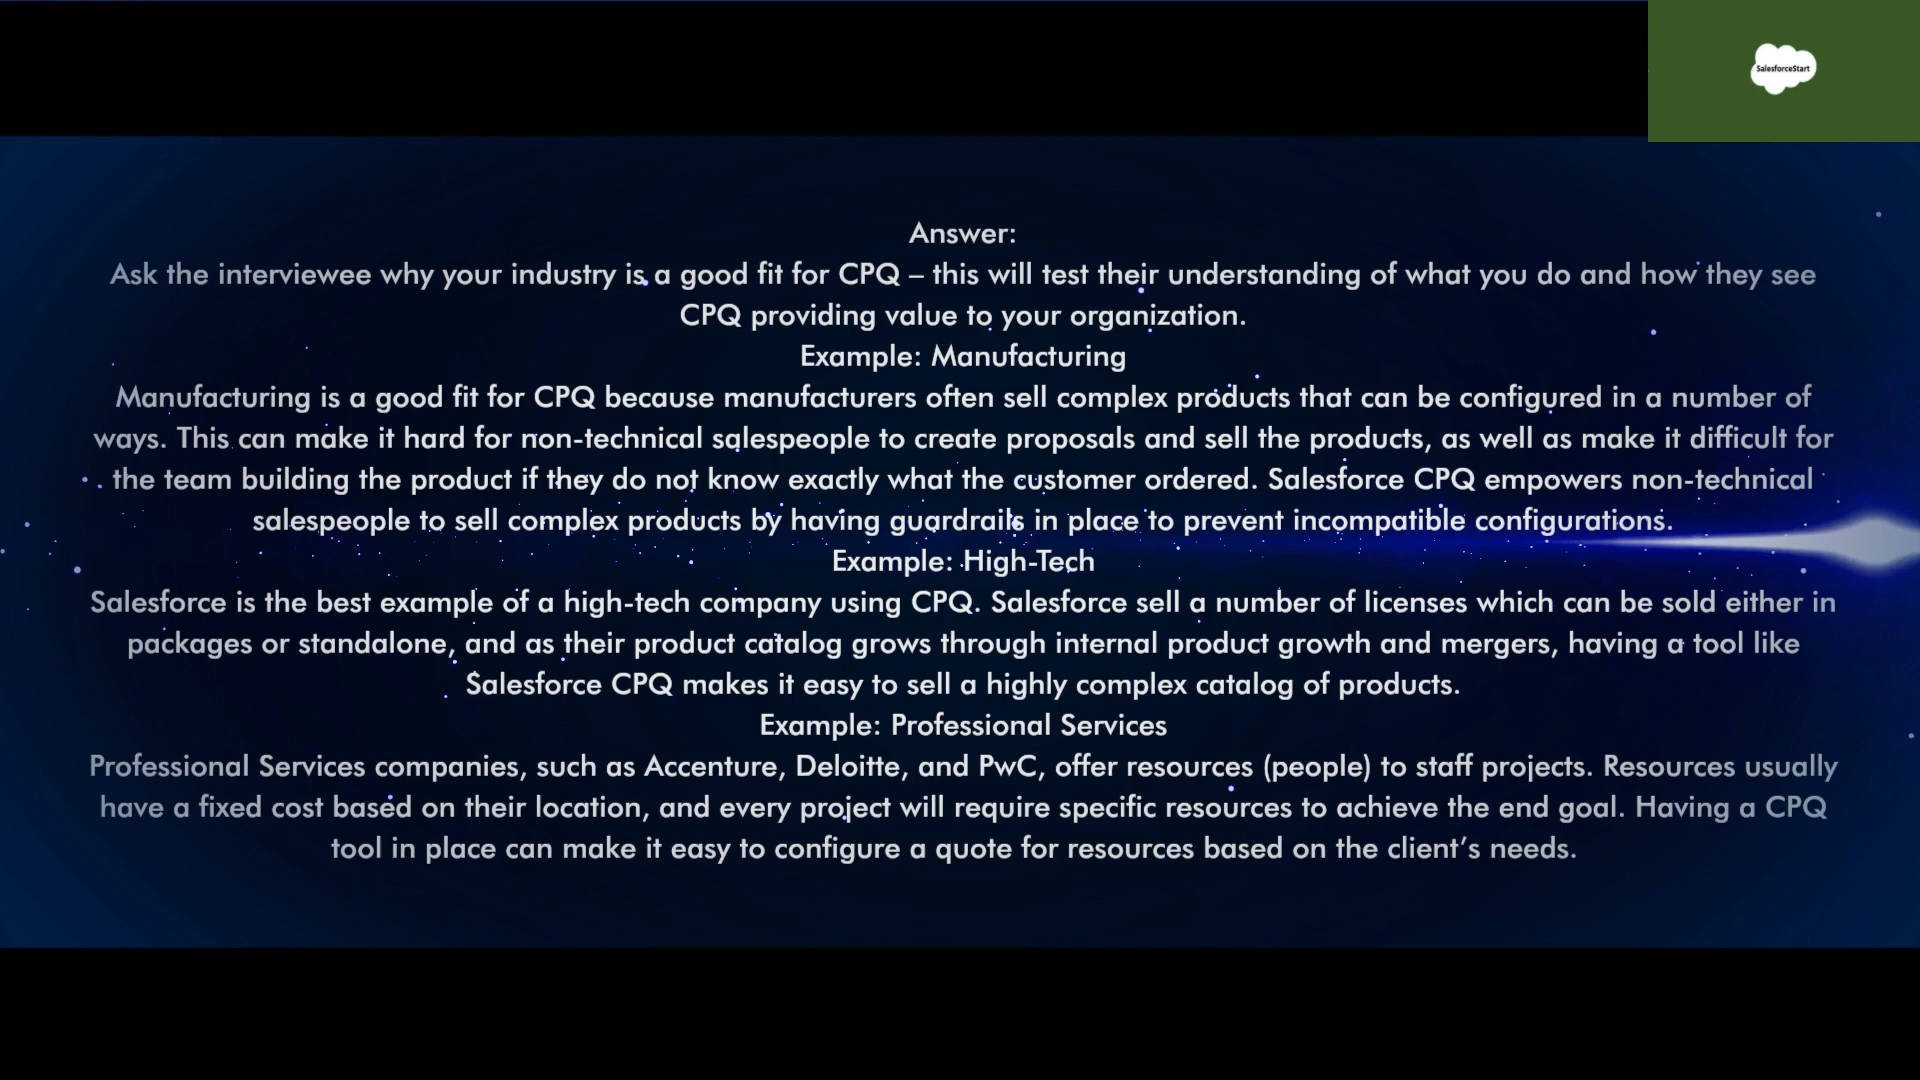 SalesforceStart
Answer:
Ask the interviewee why your industry is a good fit for CPQ – this will test their understanding of what you do and how they see
CPQ providing value to your organization.
Example: Manufacturing
Manufacturing is a good fit for CPQ because manufacturers often sell complex products that can be configured in a number of
ways. This can make it hard for non-technical salespeople to create proposals and sell the products, as well as make it difficult for
the team building the product if they do not know exactly what the customer ordered. Salesforce CPQ empowers non-technical
salespeople to sell complex products by having guardrails in place to prevent incompatible configurations.
Example: High-Tech
Salesforce is the best example of a high-tech company using CPQ. Salesforce sell a number of licenses which can be sold either in
packages or standalone, and as their product catalog grows through internal product growth and mergers, having a tool like
Salesforce CPQ makes it easy to sell a highly complex catalog of products.
Example: Professional Services
Professional Services companies, such as Accenture, Deloitte, and PwC, offer resources (people) to staff projects. Resources usually
have a fixed cost based on their location, and every project will require specific resources to achieve the end goal. Having a CPQ
tool in place can make it easy to configure a quote for resources based on the client’s needs.